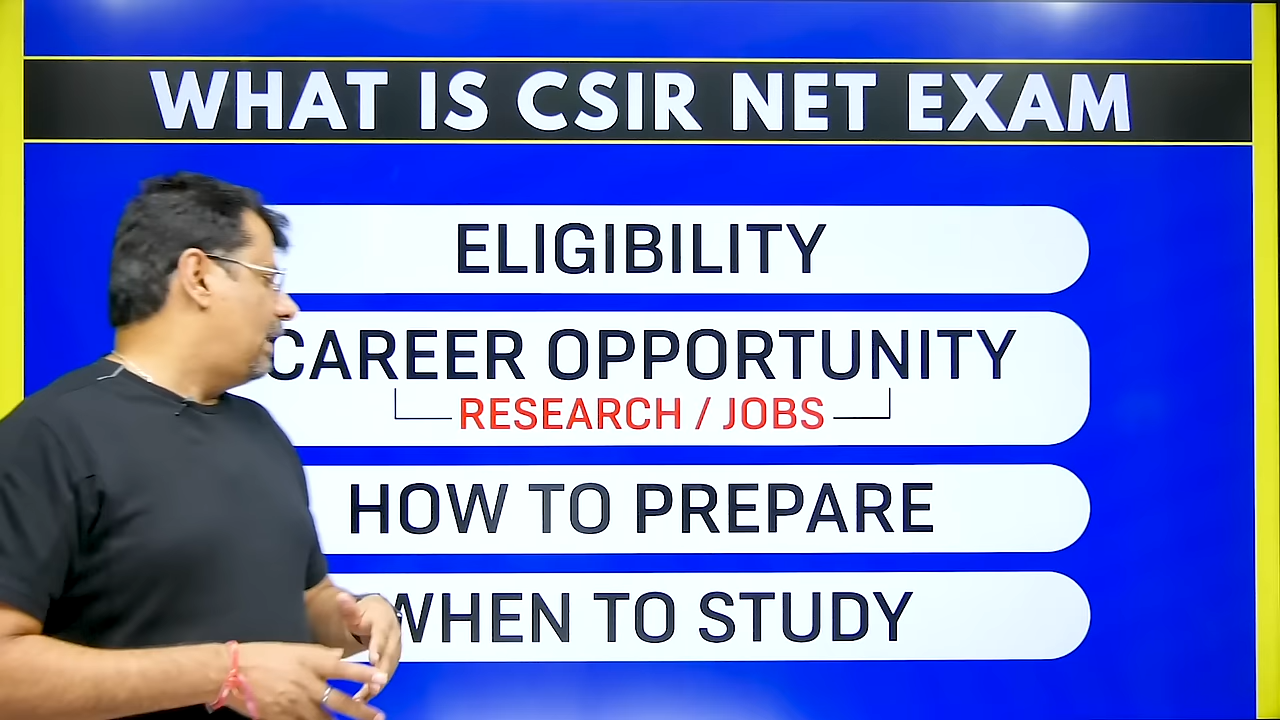 WHAT IS CSIR NET EXAM
ELIGIBILITY
CAREER OPPORTUNITY
RESEARCH / JOBS
HOW TO PREPARE
WHEN TO STUDY